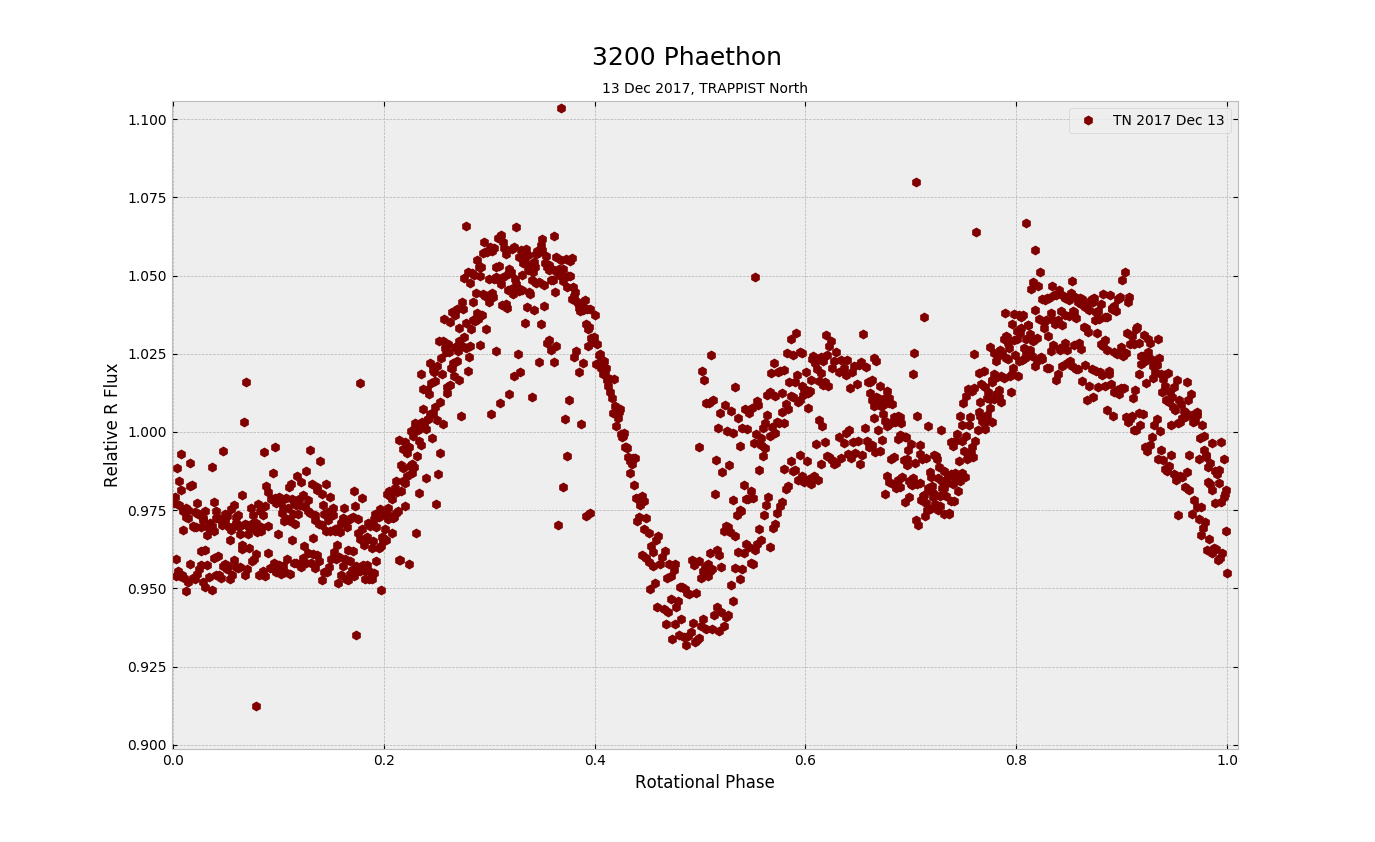 3200 Phaethon
13 Dec 2017, TRAPPIST North
TN 2017 Dec 13
1.100
1.075
1.050
1.025
1.000
0.975
0.950
0.925
0.900
Relative R Flux
0.0 0.2 0.4 0.6 0.8 1.0
Rotational Phase